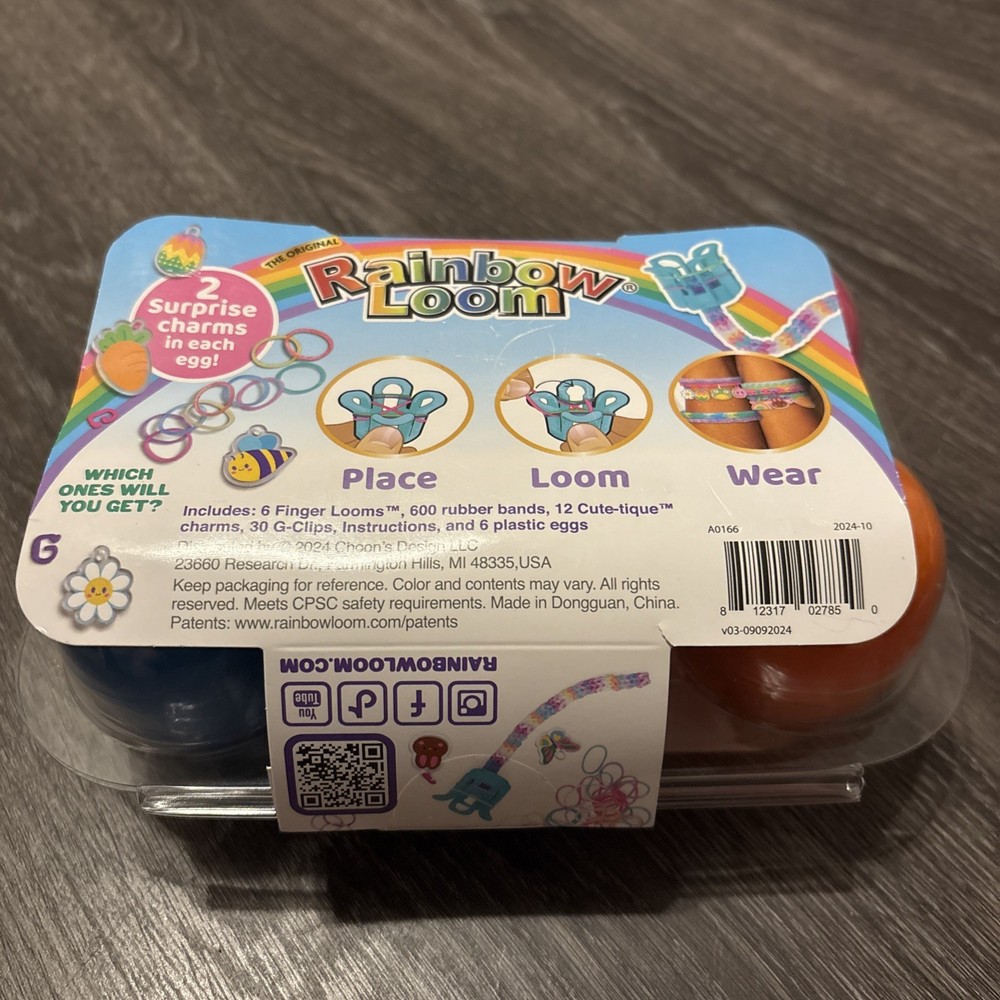 THE ORIGINAL
Rainbow
Loom®
2
Surprise
charms
in each
egg!
WHICH
ONES WILL
YOU GET?
Place
Loom
Wear
Includes: 6 Finger Looms™, 600 rubber bands, 12 Cute-tique™
charms, 30 G-Clips, Instructions, and 6 plastic eggs
© 2024 Choon's Design LLC
23660 Research Dr., Farmington Hills, MI 48335,USA
Keep packaging for reference. Color and contents may vary. All rights
reserved. Meets CPSC safety requirements. Made in Dongguan, China.
Patents: www.rainbowloom.com/patents
A0166
2024-10
8 12317 02785 0
v03-09092024
RAINBOWLOOM.COM
You
Tube